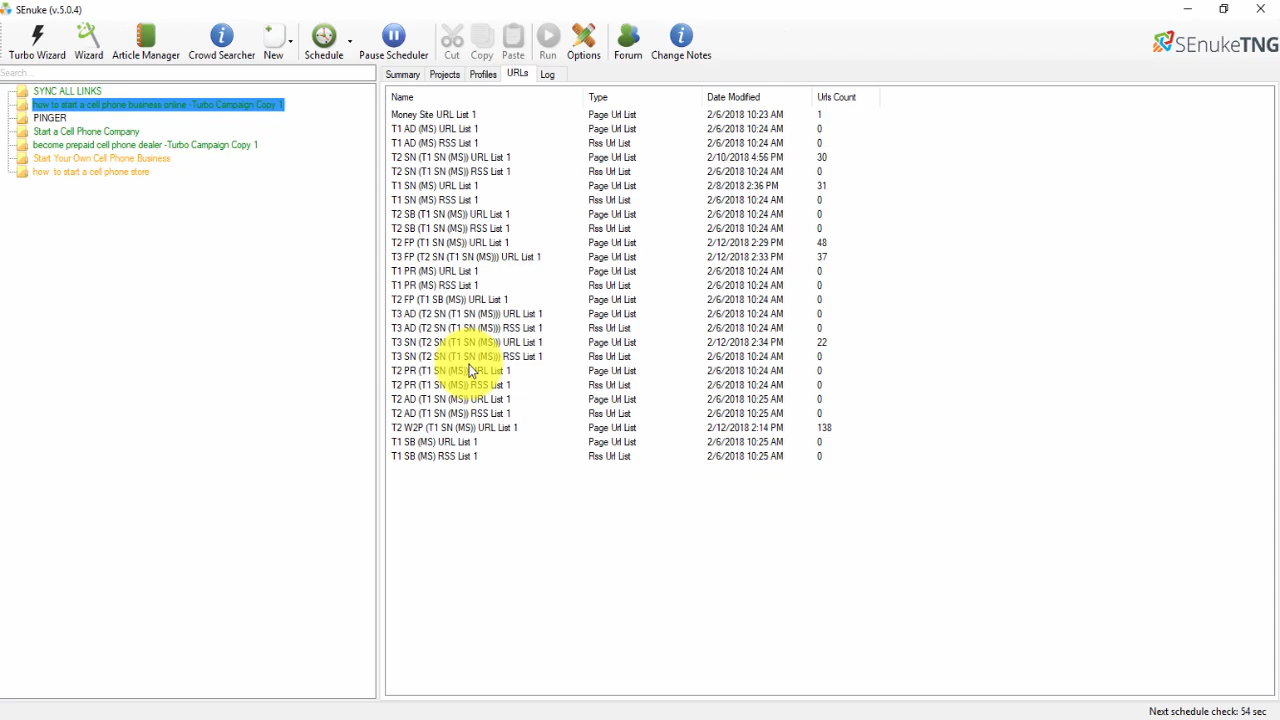 SEnuke (v.5.0.4)
Turbo Wizard Wizard Article Manager Crowd Searcher New Schedule Pause Scheduler Cut Copy Paste Run Options Forum Change Notes
SEnukeTNG
Search...
Summary Projects Profiles URLs Log
SYNC ALL LINKS
how to start a cell phone business online -Turbo Campaign Copy 1
PINGER
Start a Cell Phone Company
become prepaid cell phone dealer -Turbo Campaign Copy 1
Start Your Own Cell Phone Business
how to start a cell phone store
Name Type Date Modified Urls Count
Money Site URL List 1 Page Url List 2/6/2018 10:23 AM 1
T1 AD (MS) URL List 1 Page Url List 2/6/2018 10:24 AM 0
T1 AD (MS) RSS List 1 Rss Url List 2/6/2018 10:24 AM 0
T2 SN (T1 SN (MS)) URL List 1 Page Url List 2/10/2018 4:56 PM 30
T2 SN (T1 SN (MS)) RSS List 1 Rss Url List 2/6/2018 10:24 AM 0
T1 SN (MS) URL List 1 Page Url List 2/8/2018 2:36 PM 31
T1 SN (MS) RSS List 1 Rss Url List 2/6/2018 10:24 AM 0
T2 SB (T1 SN (MS)) URL List 1 Page Url List 2/6/2018 10:24 AM 0
T2 SB (T1 SN (MS)) RSS List 1 Rss Url List 2/6/2018 10:24 AM 0
T2 FP (T1 SN (MS)) URL List 1 Page Url List 2/12/2018 2:29 PM 48
T3 FP (T2 SN (T1 SN (MS))) URL List 1 Page Url List 2/12/2018 2:33 PM 37
T1 PR (MS) URL List 1 Page Url List 2/6/2018 10:24 AM 0
T1 PR (MS) RSS List 1 Rss Url List 2/6/2018 10:24 AM 0
T2 FP (T1 SB (MS)) URL List 1 Page Url List 2/6/2018 10:24 AM 0
T3 AD (T2 SN (T1 SN (MS))) URL List 1 Page Url List 2/6/2018 10:24 AM 0
T3 AD (T2 SN (T1 SN (MS))) RSS List 1 Rss Url List 2/6/2018 10:24 AM 0
T3 SN (T2 SN (T1 SN (MS))) URL List 1 Page Url List 2/12/2018 2:34 PM 22
T3 SN (T2 SN (T1 SN (MS))) RSS List 1 Rss Url List 2/6/2018 10:24 AM 0
T2 PR (T1 SN (MS)) URL List 1 Page Url List 2/6/2018 10:24 AM 0
T2 PR (T1 SN (MS)) RSS List 1 Rss Url List 2/6/2018 10:24 AM 0
T2 AD (T1 SN (MS)) URL List 1 Page Url List 2/6/2018 10:25 AM 0
T2 AD (T1 SN (MS)) RSS List 1 Rss Url List 2/6/2018 10:25 AM 0
T2 W2P (T1 SN (MS)) URL List 1 Page Url List 2/12/2018 2:14 PM 138
T1 SB (MS) URL List 1 Page Url List 2/6/2018 10:25 AM 0
T1 SB (MS) RSS List 1 Rss Url List 2/6/2018 10:25 AM 0
Next schedule check: 54 sec